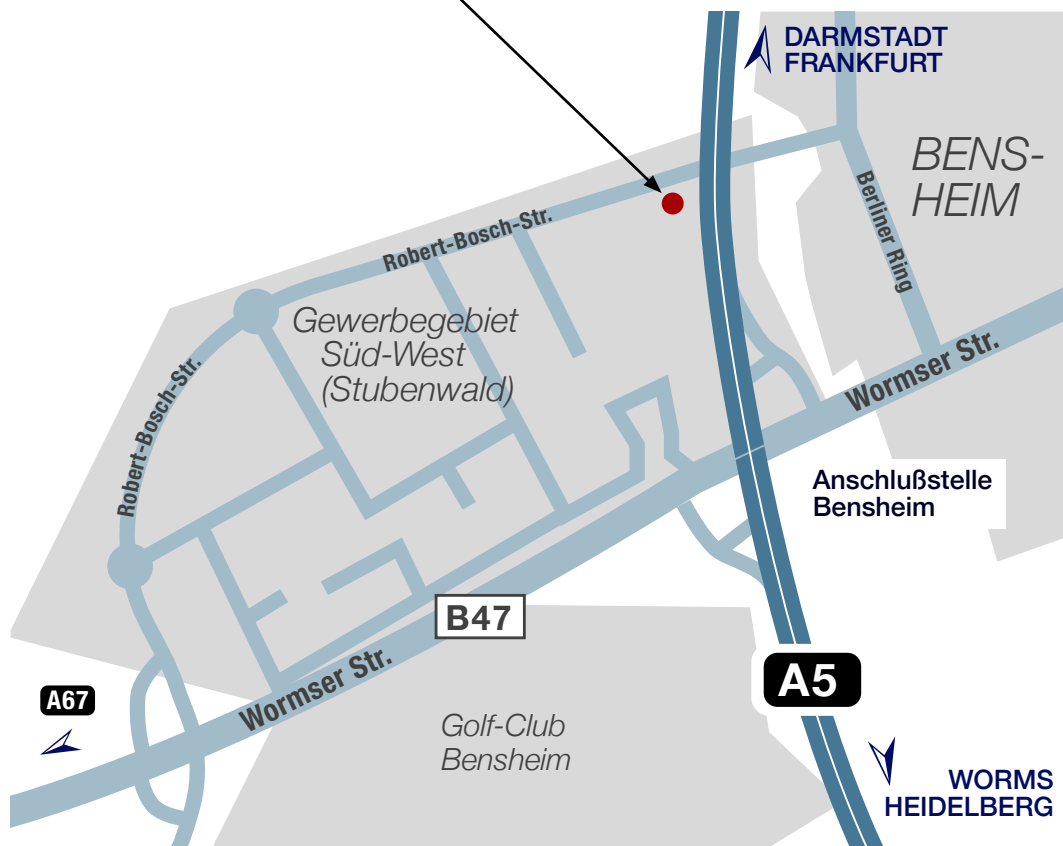 DARMSTADT
FRANKFURT
BENS-
HEIM
Berliner Ring
Robert-Bosch-Str.
Gewerbegebiet
Süd-West
(Stubenwald)
Robert-Bosch-Str.
Wormser Str.
Anschlußstelle
Bensheim
B47
Wormser Str.
A5
A67
Golf-Club
Bensheim
WORMS
HEIDELBERG